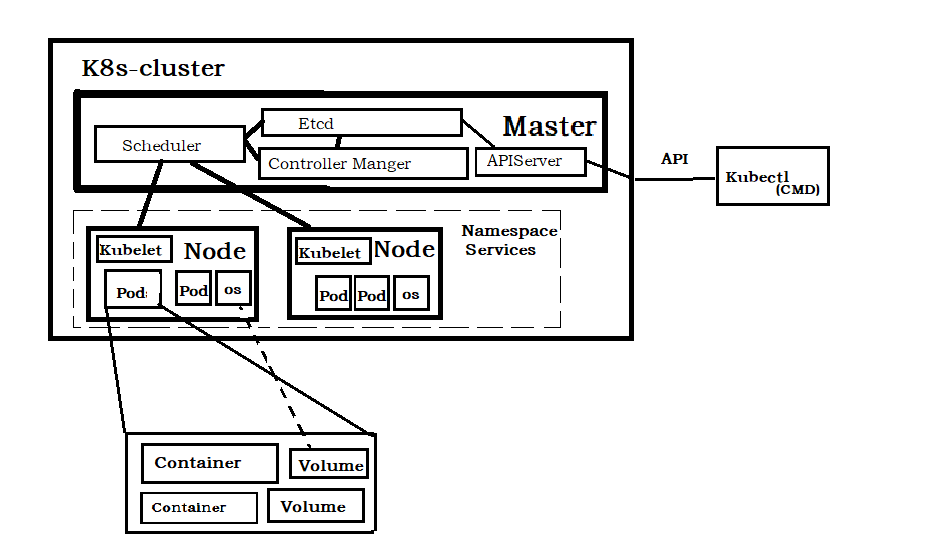 K8s-cluster
Master
Etcd
Scheduler
Controller Manger
APIServer
API
Kubectl
(CMD)
Namespace
Services
Kubelet
Node
Pod
Pod
os
Kubelet
Node
Pod
Pod
os
Container
Volume
Container
Volume